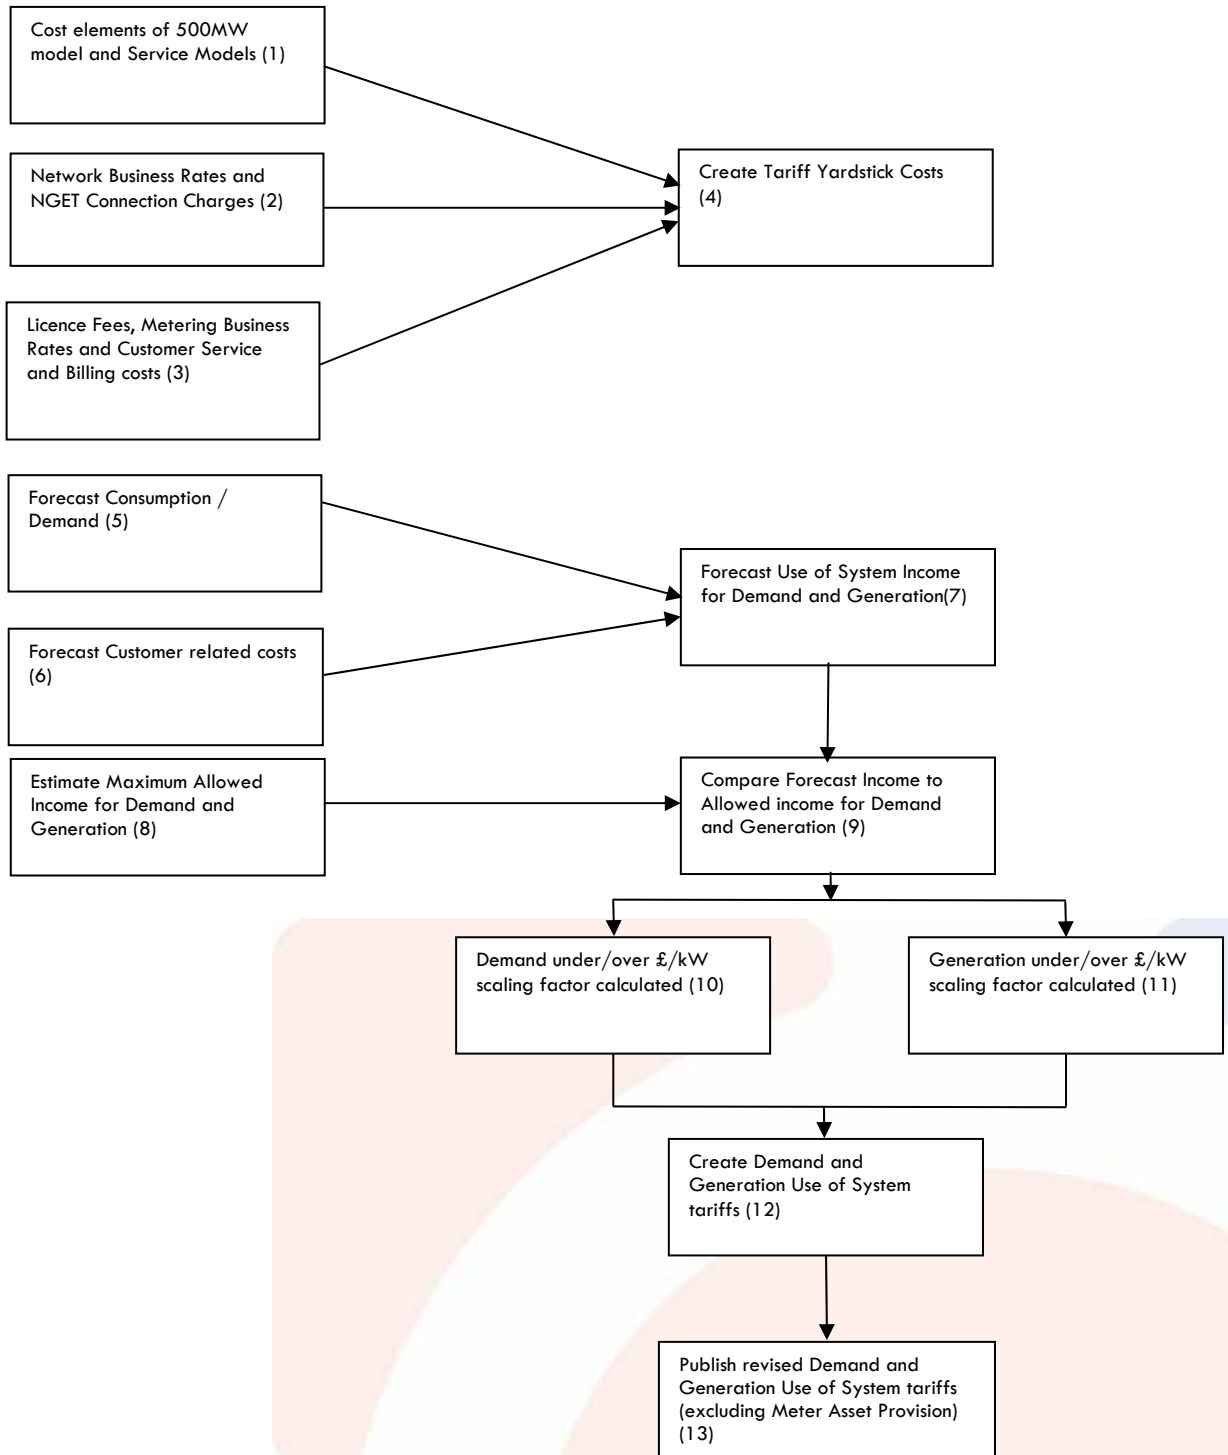 Cost elements of 500MW
model and Service Models (1)
Network Business Rates and
NGET Connection Charges (2)
Create Tariff Yardstick Costs
(4)
Licence Fees, Metering Business
Rates and Customer Service
and Billing costs (3)
Forecast Consumption /
Demand (5)
Forecast Use of System Income
for Demand and Generation(7)
Forecast Customer related costs
(6)
Estimate Maximum Allowed
Income for Demand and
Generation (8)
Compare Forecast Income to
Allowed income for Demand
and Generation (9)
Demand under/over £/kW
scaling factor calculated (10)
Generation under/over £/kW
scaling factor calculated (11)
Create Demand and
Generation Use of System
tariffs (12)
Publish revised Demand and
Generation Use of System tariffs
(excluding Meter Asset Provision)
(13)